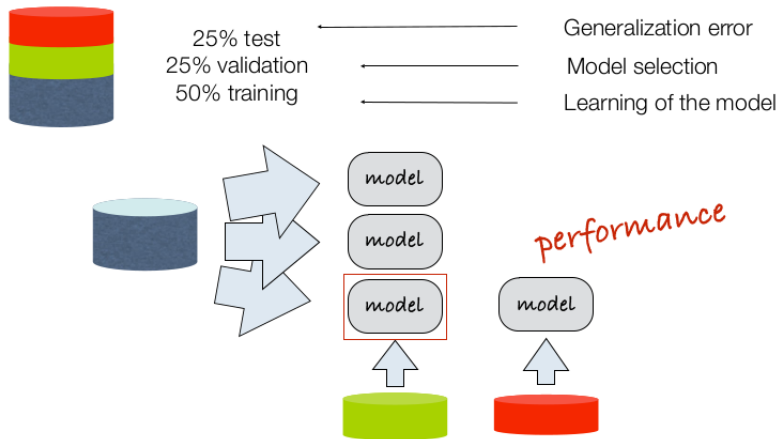 25% test
25% validation
50% training
Generalization error
Model selection
Learning of the model
model
model
model
model
performance